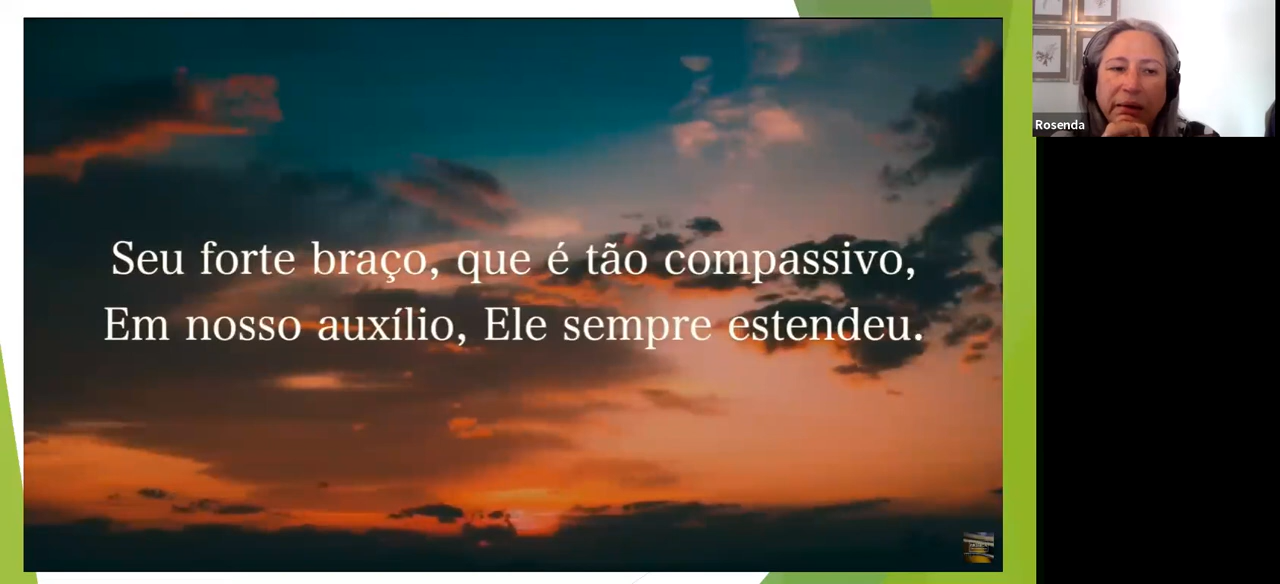 Seu forte braço, que é tão compassivo,
Em nosso auxílio, Ele sempre estendeu.
Rosenda